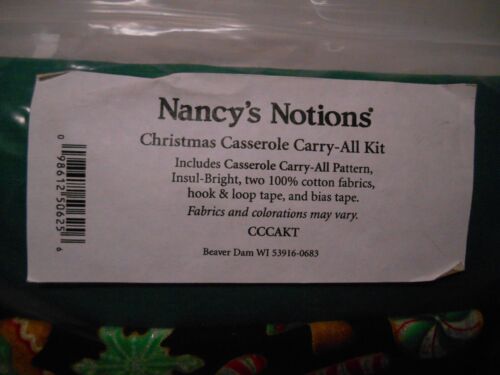 Nancy's Notions®
Christmas Casserole Carry-All Kit
Includes Casserole Carry-All Pattern,
Insul-Bright, two 100% cotton fabrics,
hook & loop tape, and bias tape.
Fabrics and colorations may vary.
CCCAKT
Beaver Dam WI 53916-0683
0 98612 50625 6